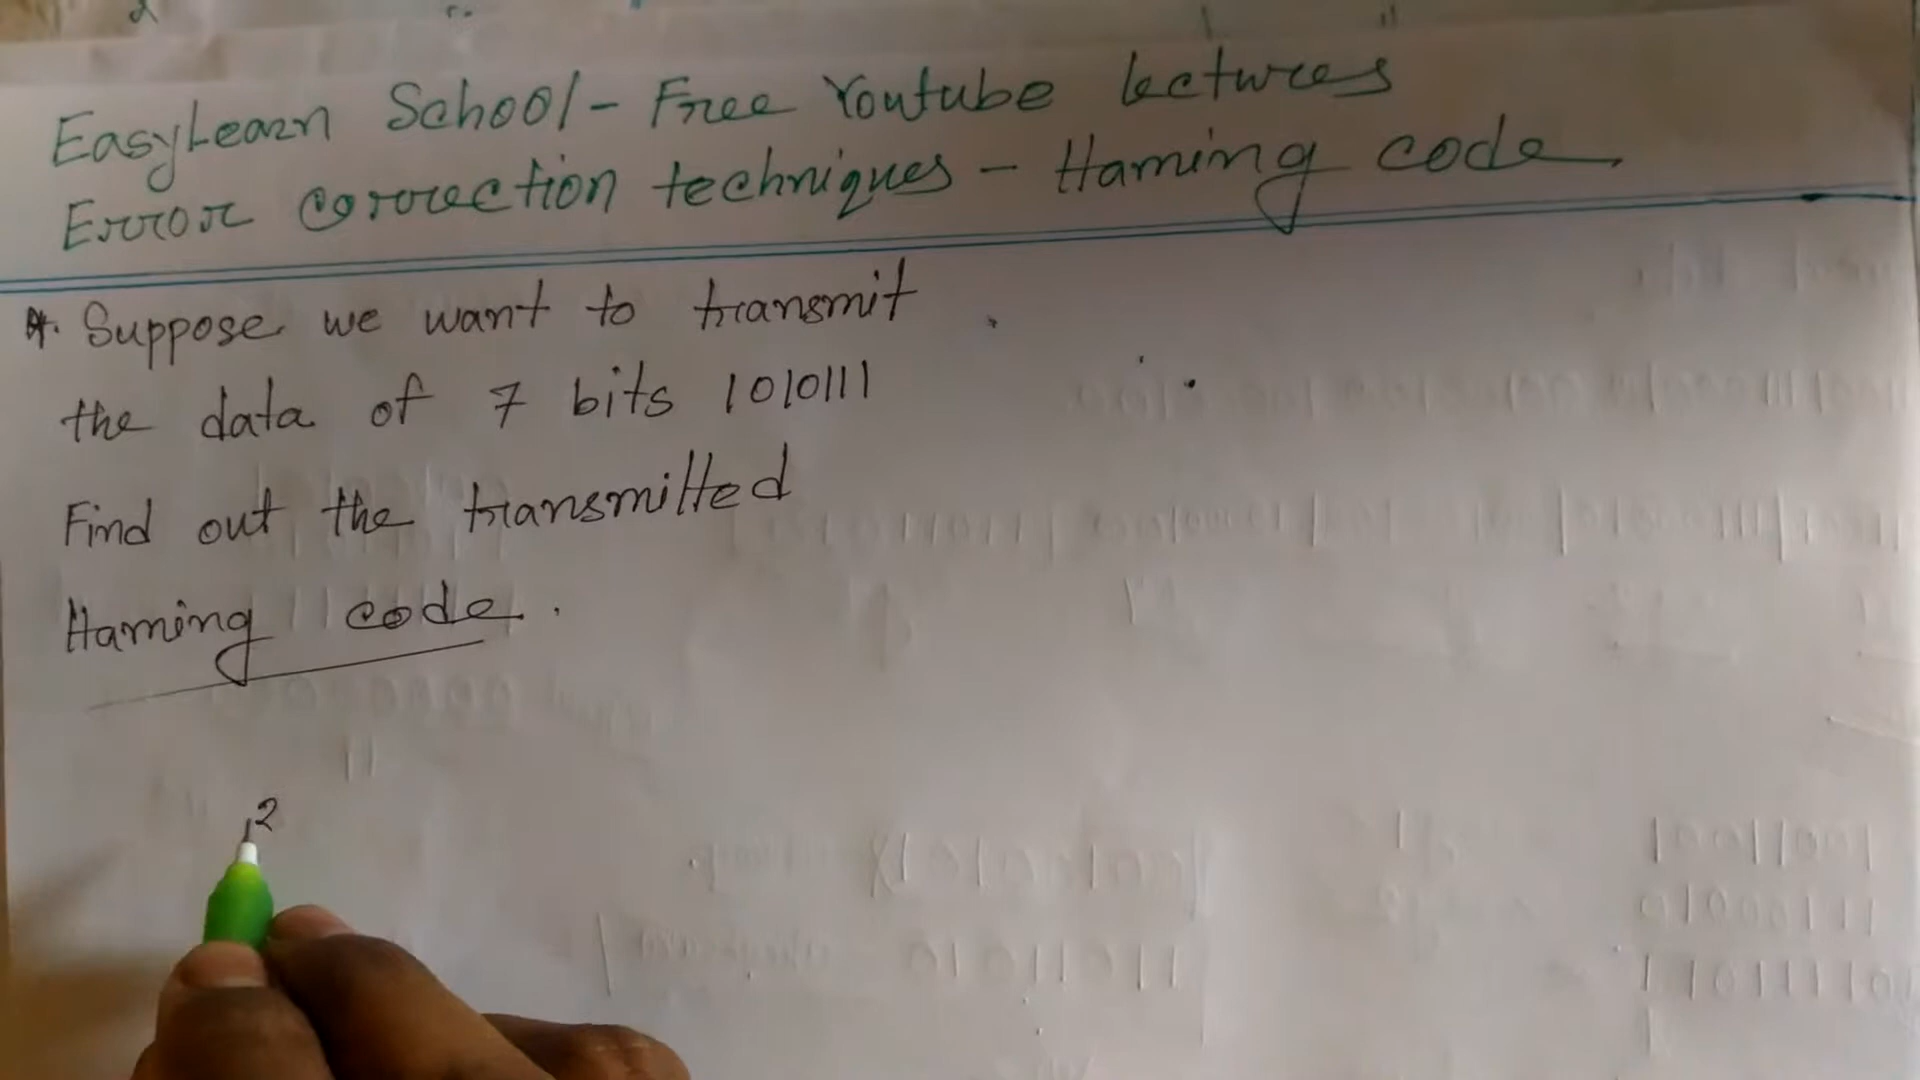 EasyLearn School - Free Youtube lectures
Error correction techniques - Haming code
*. Suppose we want to transmit
the data of 7 bits 1010111
Find out the transmitted
Haming code.
2